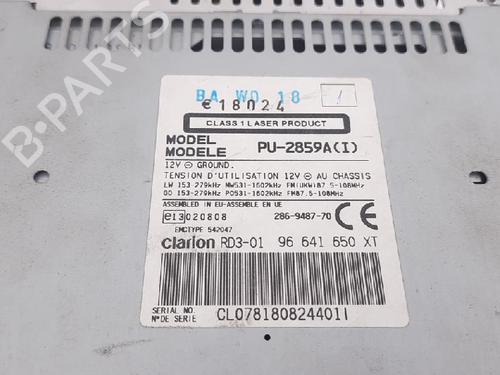 BA WO 18
€18024
CLASS 1 LASER PRODUCT
MODEL
MODELE PU-2859A(I)
12V ⊖ GROUND.
TENSION D'UTILISATION 12V ⊖ AU CHASSIS
LW 153-279kHz MW531-1602kHz FM(UKW)87.5-108MHz
GO 153-279kHz PO531-1602kHz FM87.5-108MHz
ASSEMBLED IN EU-ASSEMBLE EN UE
e13 020808 286-9487-70 CE
EMCTYPE 542047
clarion RD3-01 96 641 650 XT
SERIAL NO.
N° DE SERIE CL0781808244011
B-PARTS